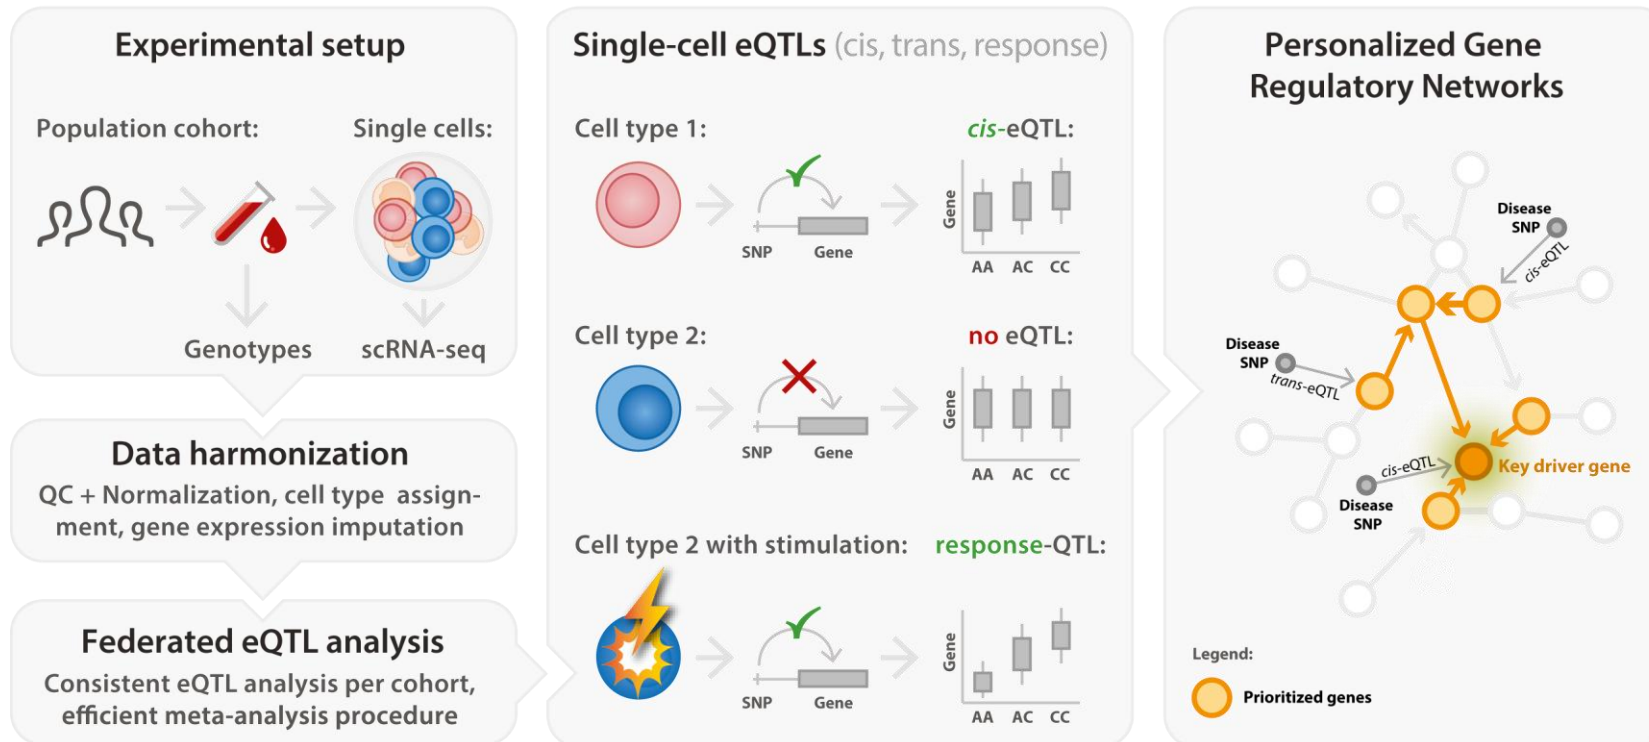 Experimental setup
Population cohort:
Single cells:
Genotypes
scRNA-seq
Data harmonization
QC + Normalization, cell type assign-
ment, gene expression imputation
Federated eQTL analysis
Consistent eQTL analysis per cohort,
efficient meta-analysis procedure
Single-cell eQTLs (cis, trans, response)
Cell type 1:
cis-eQTL:
SNP
Gene
Gene
AA AC CC
Cell type 2:
no eQTL:
SNP
Gene
Gene
AA AC CC
Cell type 2 with stimulation:
response-QTL:
SNP
Gene
Gene
AA AC CC
Personalized Gene
Regulatory Networks
Disease
SNP
cis-eQTL
Disease
SNP
trans-eQTL
cis-eQTL
Key driver gene
Disease
SNP
Legend:
Prioritized genes